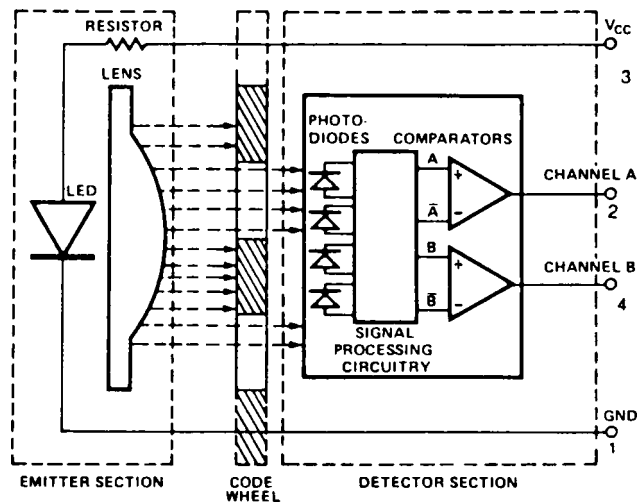 RESISTOR
LENS
LED
PHOTO-
DIODES
COMPARATORS
A
+
A̅
−
B
+
B̅
−
SIGNAL
PROCESSING
CIRCUITRY
VCC
3
CHANNEL A
2
CHANNEL B
4
GND
1
EMITTER SECTION
CODE
WHEEL
DETECTOR SECTION